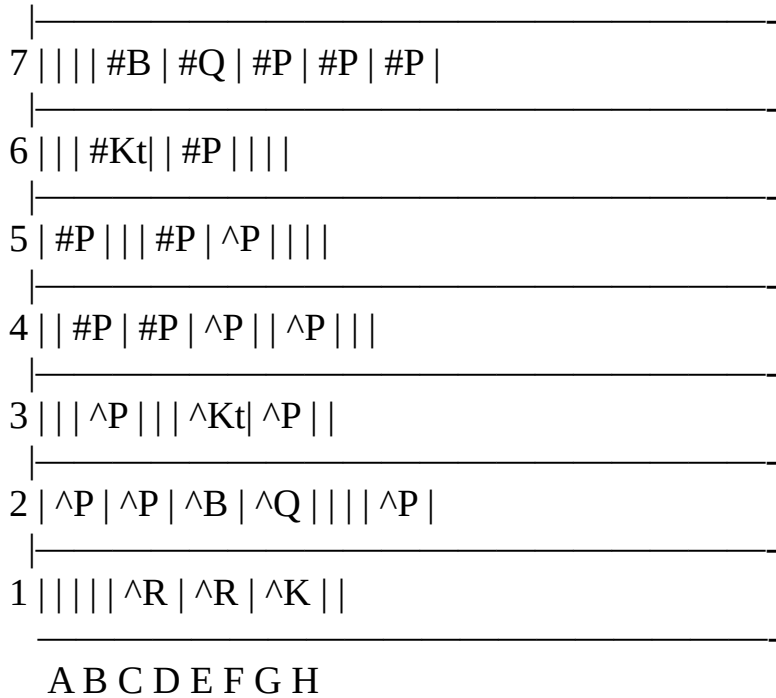 |—————————————————————-
7 | | | | #B | #Q | #P | #P | #P |
|—————————————————————-
6 | | | #Kt| | #P | | | |
|—————————————————————-
5 | #P | | | #P | ^P | | | |
|—————————————————————-
4 | | #P | #P | ^P | | ^P | | |
|—————————————————————-
3 | | | ^P | | | ^Kt| ^P | |
|—————————————————————-
2 | ^P | ^P | ^B | ^Q | | | | ^P |
|—————————————————————-
1 | | | | | ^R | ^R | ^K | |
—————————————————————-
A B C D E F G H